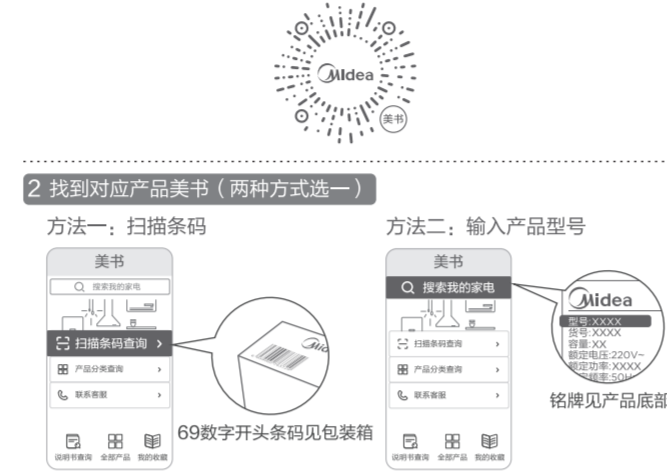 Midea
美书
2 找到对应产品美书（两种方式选一）
方法一：扫描条码
美书
搜索我的家电
扫描条码查询
产品分类查询
联系客服
说明书查询 全部产品 我的收藏
Mid
69数字开头条码见包装箱
方法二：输入产品型号
美书
搜索我的家电
扫描条码查询
产品分类查询
联系客服
说明书查询 全部产品 我的收藏
Midea
型号:XXXX
货号:XXXX
容量:XX
额定电压:220V~
额定功率:XXXX
定频率:50H
铭牌见产品底部